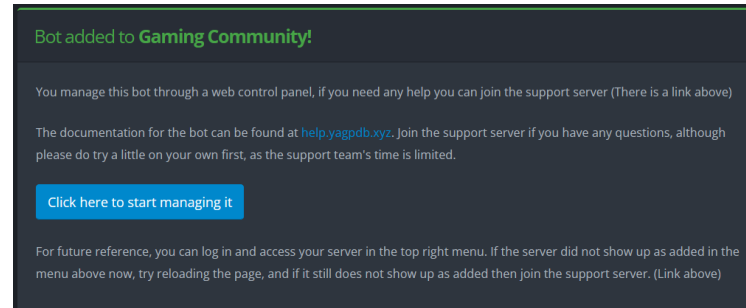 Bot added to Gaming Community!
You manage this bot through a web control panel, if you need any help you can join the support server (There is a link above)
The documentation for the bot can be found at help.yagpdb.xyz. Join the support server if you have any questions, although
please do try a little on your own first, as the support team's time is limited.
Click here to start managing it
For future reference, you can log in and access your server in the top right menu. If the server did not show up as added in the
menu above now, try reloading the page, and if it still does not show up as added then join the support server. (Link above)